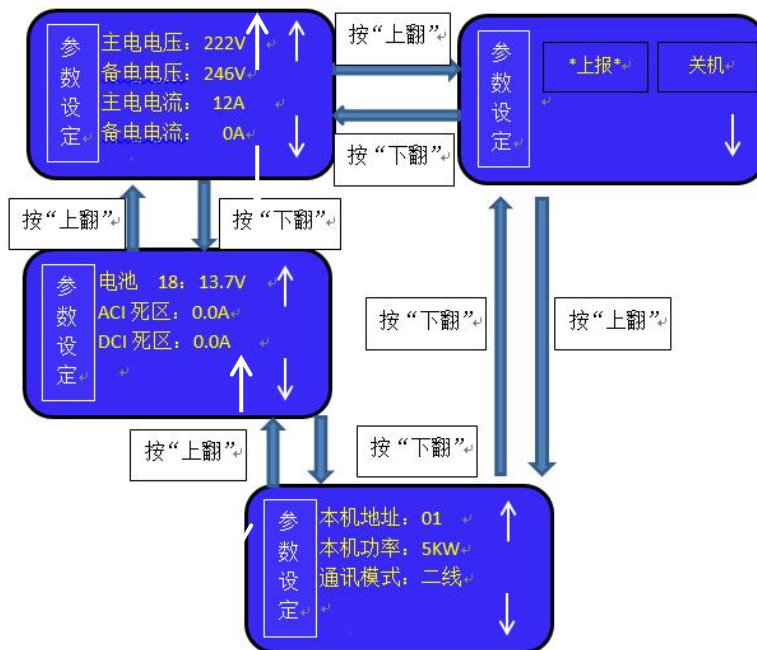 参数设定
主电电压：222V
备电电压：246V
主电电流：12A
备电电流：0A
按“上翻”
按“下翻”
参数设定
*上报*
关机
按“上翻”
按“下翻”
参数设定
电池 18：13.7V
ACI 死区：0.0A
DCI 死区：0.0A
按“下翻”
按“上翻”
按“上翻”
按“下翻”
参数设定
本机地址：01
本机功率：5KW
通讯模式：二线